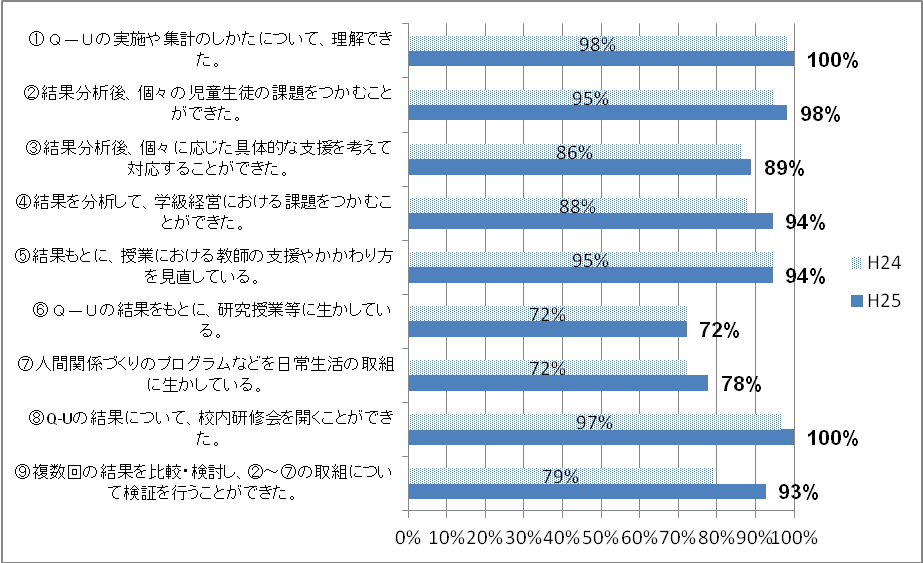 ①Ｑ－Ｕの実施や集計のしかたについて、理解でき
た。
98%
100%
②結果分析後、個々の児童生徒の課題をつかむこと
ができた。
95%
98%
③結果分析後、個々に応じた具体的な支援を考えて
対応することができた。
86%
89%
④結果を分析して、学級経営における課題をつかむこ
とができた。
88%
94%
⑤結果もとに、授業における教師の支援やかかわり方
を見直している。
95%
94%
⑥Ｑ－Ｕの結果をもとに、研究授業等に生かしてい
る。
72%
72%
⑦人間関係づくりのプログラムなどを日常生活の取組
に生かしている。
72%
78%
⑧Q-Uの結果について、校内研修会を開くことができ
た。
97%
100%
⑨複数回の結果を比較・検討し、②～⑦の取組につい
て検証を行うことができた。
79%
93%
H24
H25
0% 10% 20% 30% 40% 50% 60% 70% 80% 90% 100%